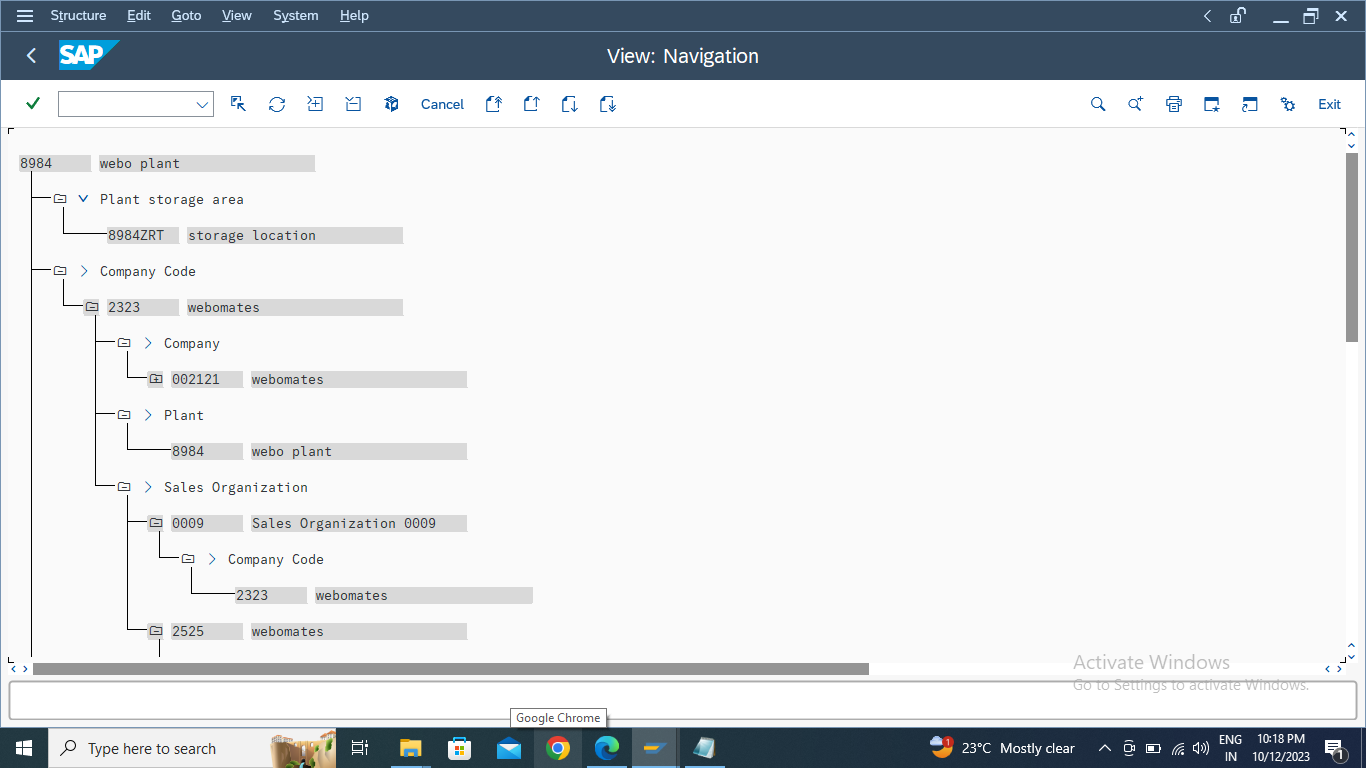 Structure Edit Goto View System Help
SAP View: Navigation
Cancel Exit
8984 webo plant
Plant storage area
8984ZRT storage location
Company Code
2323 webomates
Company
002121 webomates
Plant
8984 webo plant
Sales Organization
0009 Sales Organization 0009
Company Code
2323 webomates
2525 webomates
Activate Windows
Go to Settings to activate Windows.
Google Chrome
Type here to search
1 23°C Mostly clear ENG 10:18 PM
IN 10/12/2023 1